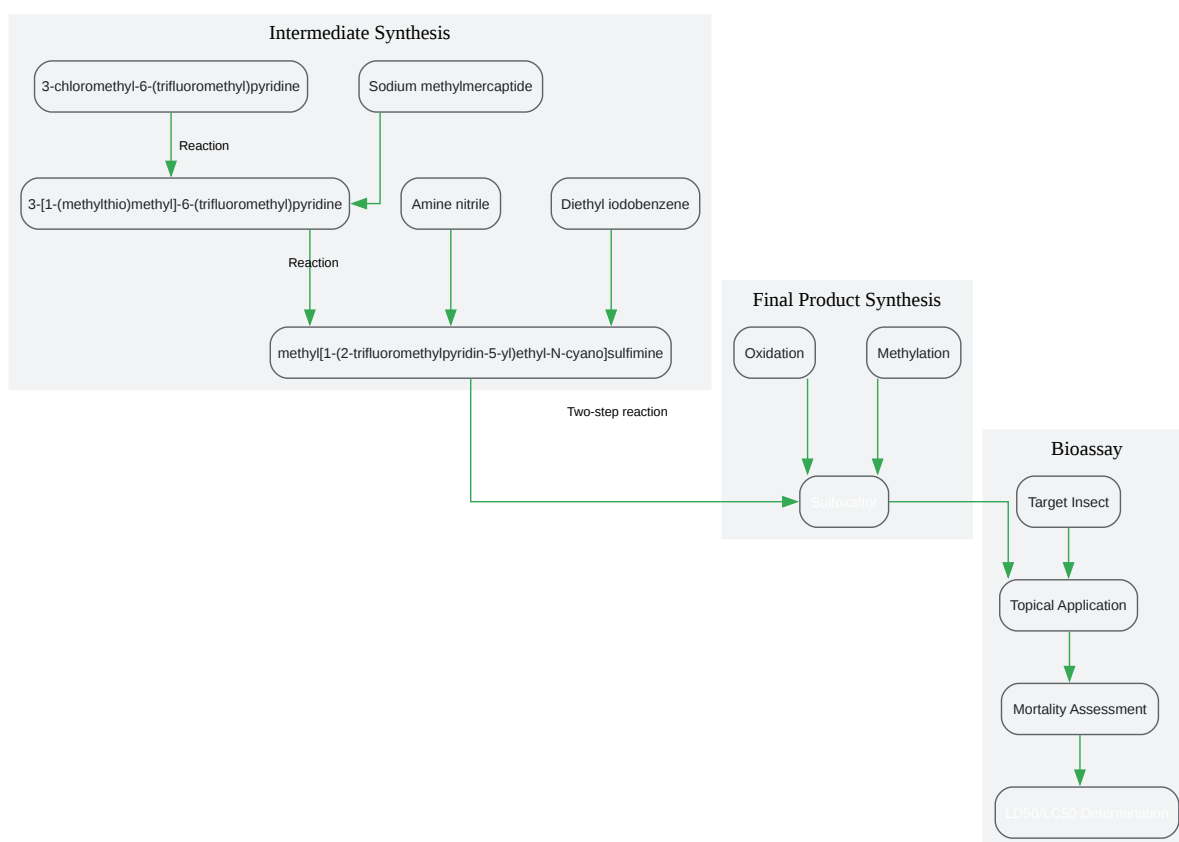 Intermediate Synthesis
3-chloromethyl-6-(trifluoromethyl)pyridine
Sodium methylmercaptide
Reaction
3-[1-(methylthio)methyl]-6-(trifluoromethyl)pyridine
Amine nitrile
Diethyl iodobenzene
Reaction
methyl[1-(2-trifluoromethylpyridin-5-yl)ethyl-N-cyano]sulfimine
Two-step reaction
Final Product Synthesis
Oxidation
Methylation
Sulfoxaflor
Bioassay
Target Insect
Topical Application
Mortality Assessment
LD50/LC50 Determination